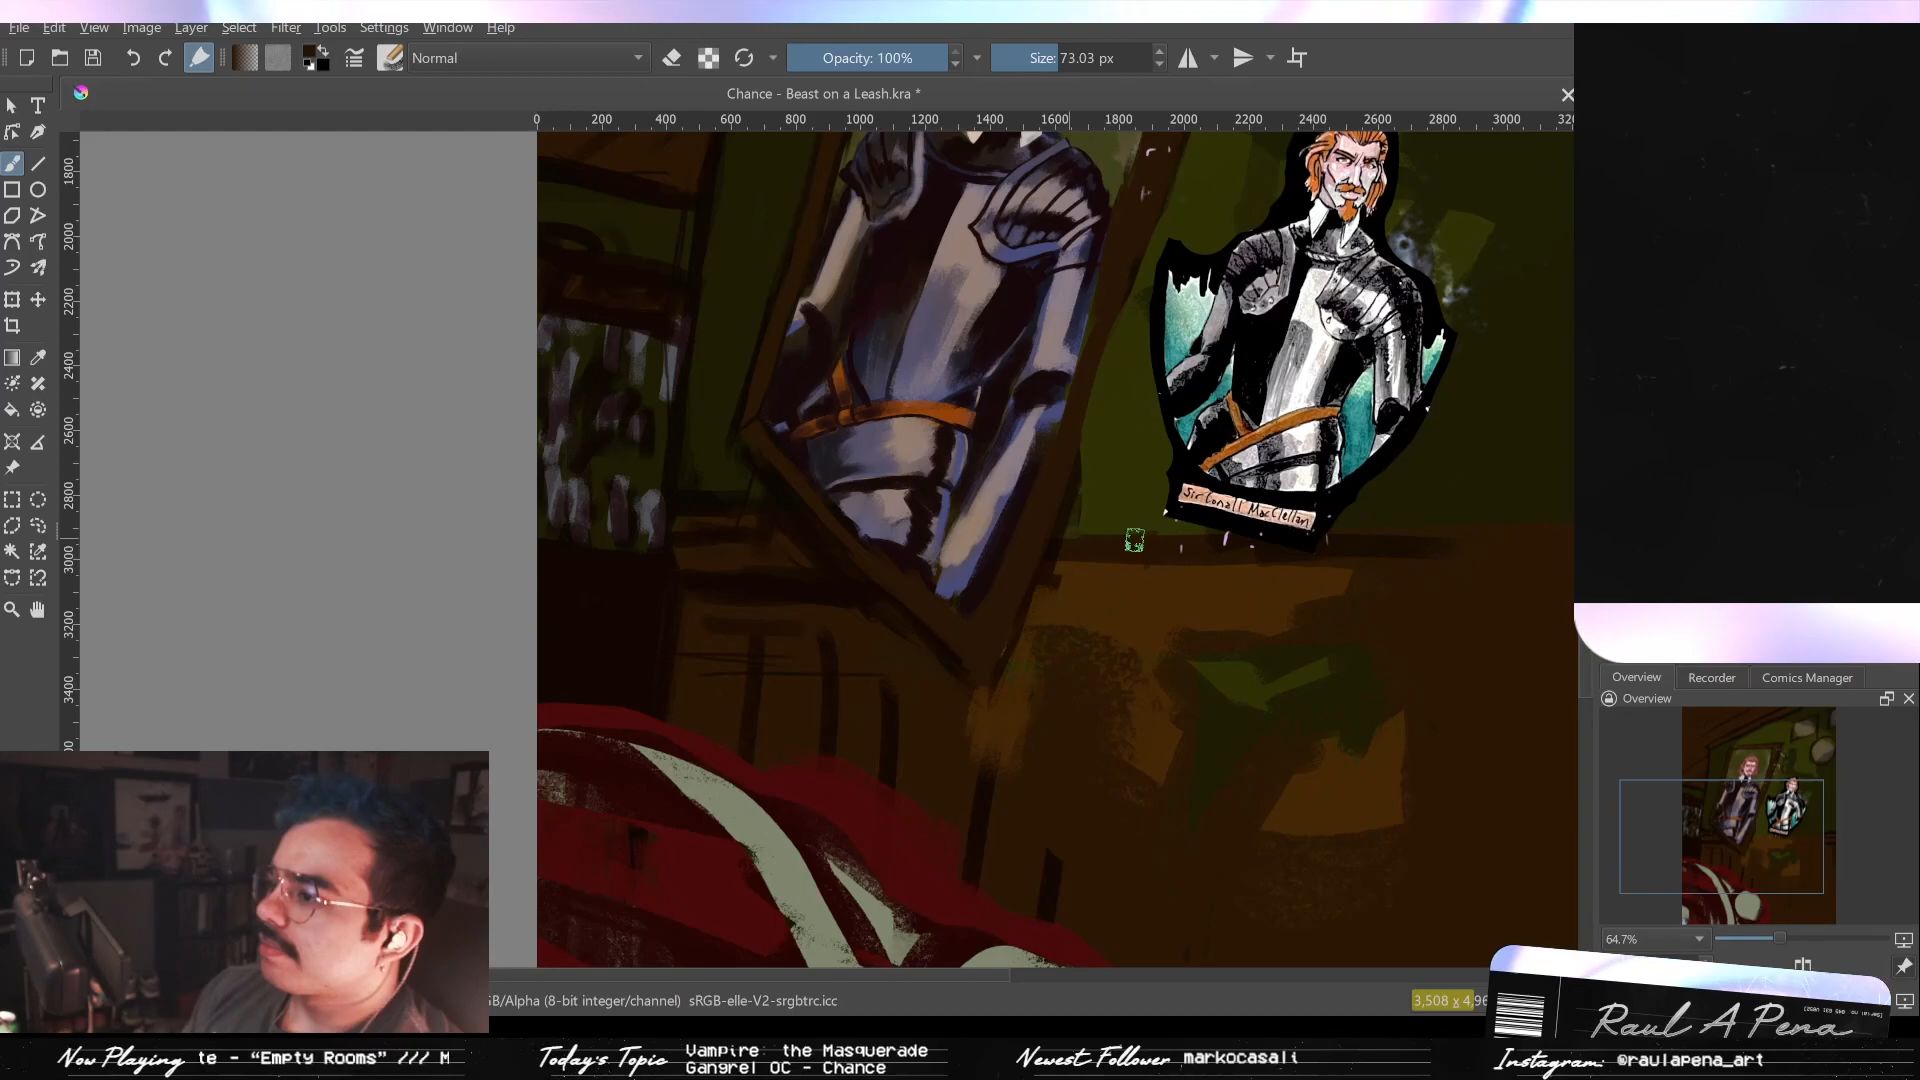 File Edit View Image Layer Select Filter Tools Settings Window Help
Normal
Opacity: 100%
Size: 73.03 px
Chance - Beast on a Leash.kra *
0 200 400 600 800 1000 1200 1400 1600 1800 2000 2200 2400 2600 2800 3000
1800
2000
2200
2400
2600
2800
3000
3200
3400
Sir Conall MacClellan
Overview Recorder Comics Manager
Overview
64.7%
GB/Alpha (8-bit integer/channel) sRGB-elle-V2-srgbtrc.icc
3,508 x 4,96
Raul A Pena
Now Playing te - "Empty Rooms" /// M
Today's Topic Vampire: the Masquerade
Gangrel OC - Chance
Newest Follower markocasali
Instagram: @raulapena_art